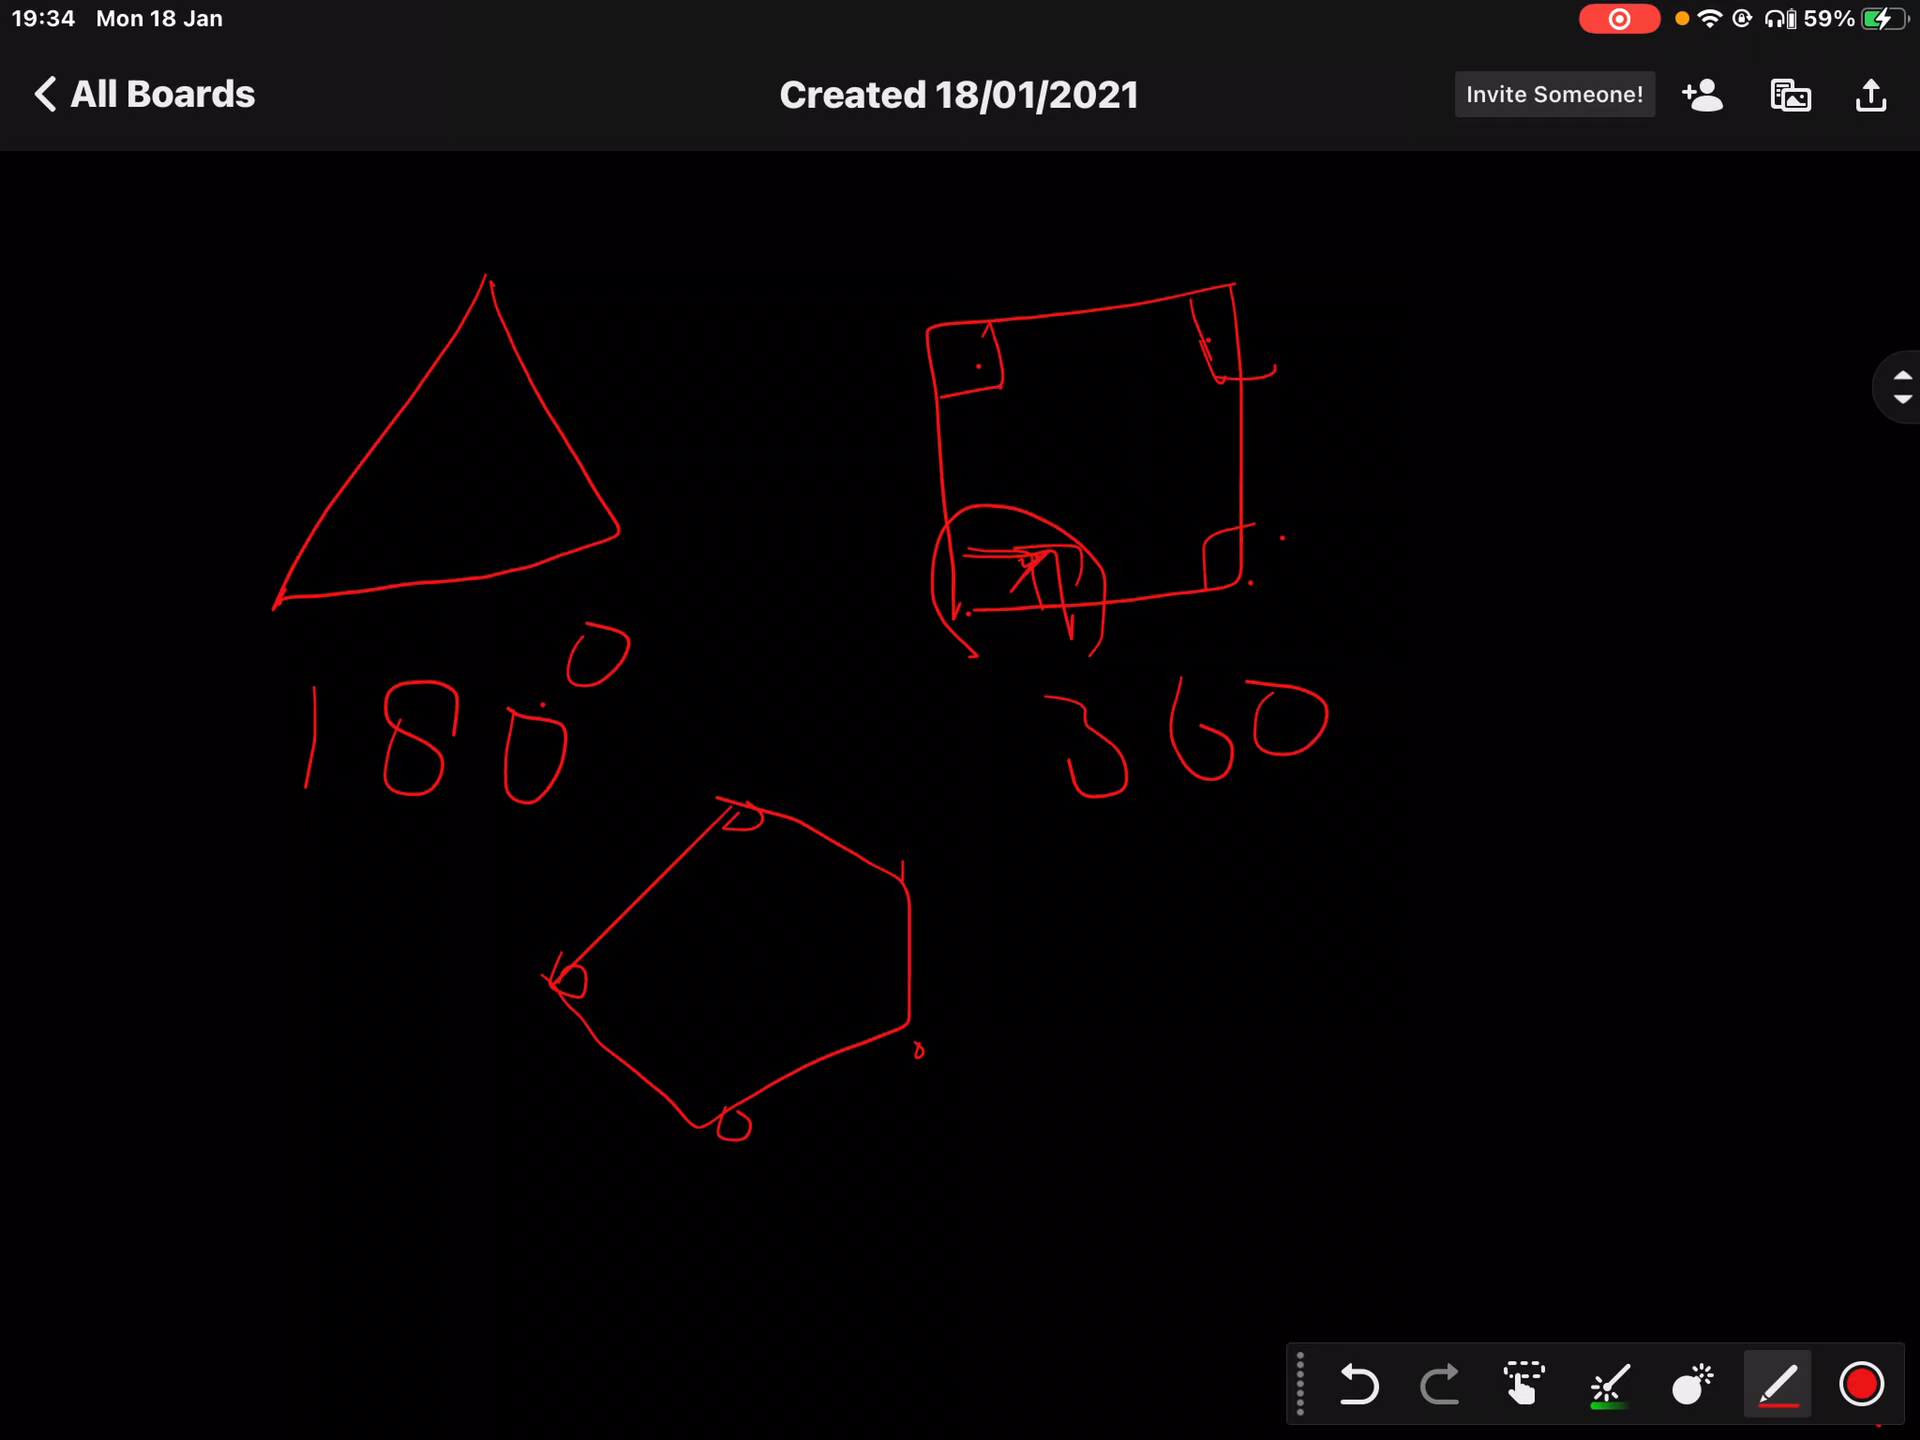 19:34 Mon 18 Jan 59%
All Boards
Created 18/01/2021
Invite Someone!
180°
360